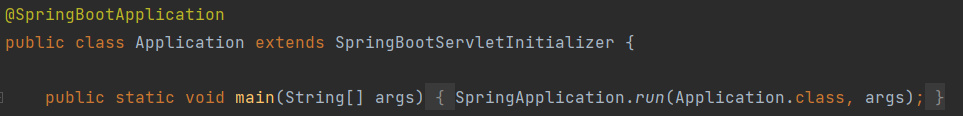 @SpringBootApplication
public class Application extends SpringBootServletInitializer {
public static void main(String[] args) { SpringApplication.run(Application.class, args); }